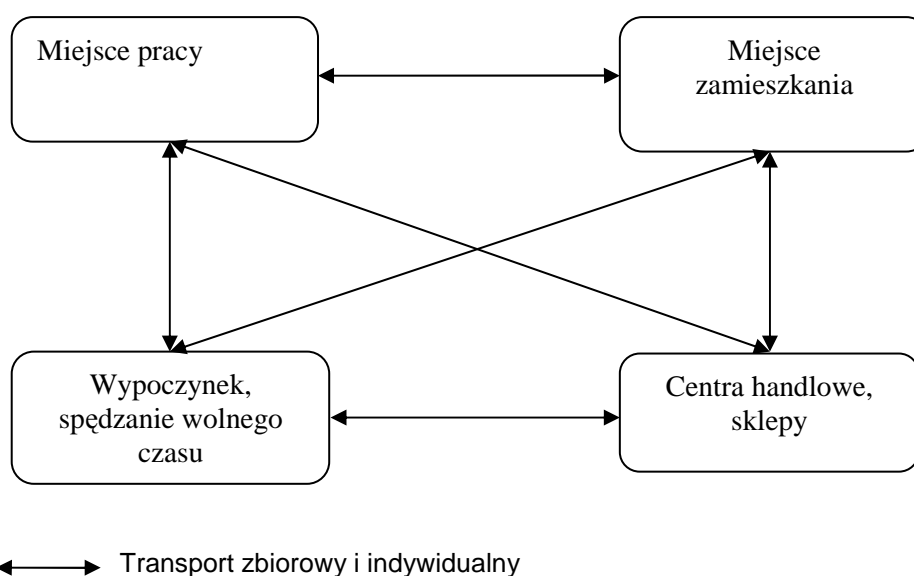 Miejsce pracy
Miejsce
zamieszkania
Wypoczynek,
spędzanie wolnego
czasu
Centra handlowe,
sklepy
Transport zbiorowy i indywidualny